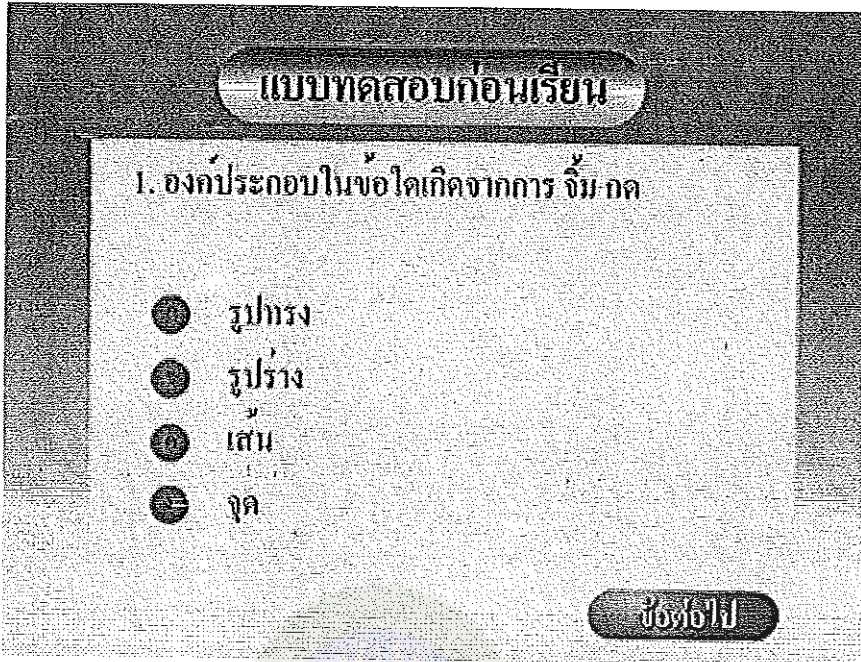 แบบทดสอบก่อนเรียน
1. องค์ประกอบในข้อใดเกิดจากการ จิ้ม กด
รูปทรง
รูปร่าง
ค เส้น
จุด
ข้อต่อไป